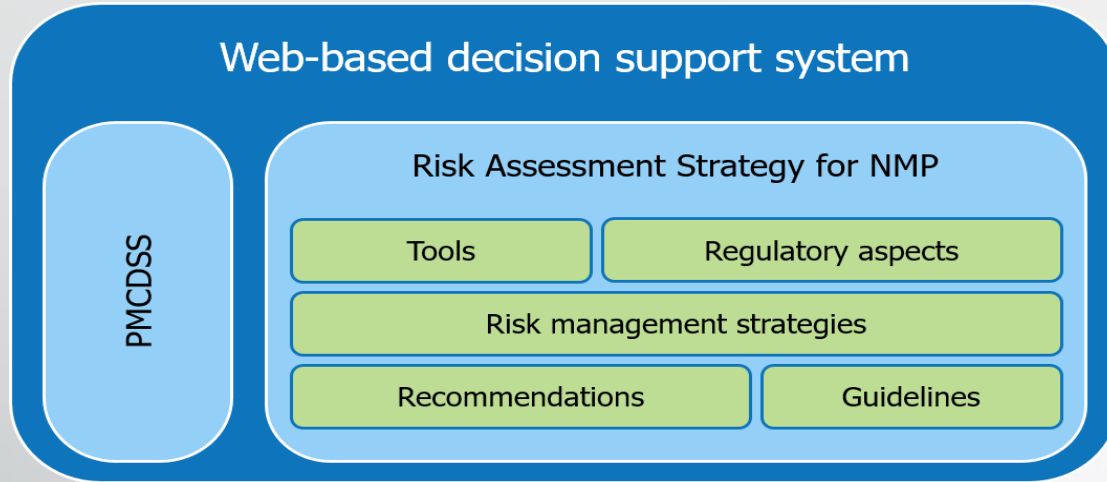 Web-based decision support system
PMCDSS
Risk Assessment Strategy for NMP
Tools
Regulatory aspects
Risk management strategies
Recommendations
Guidelines